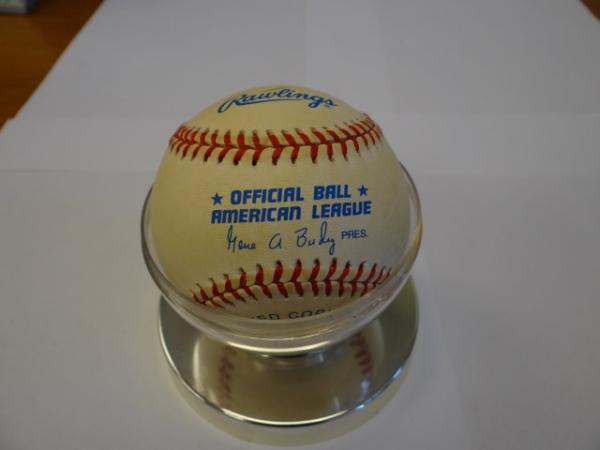 Rawlings
★ OFFICIAL BALL ★
AMERICAN LEAGUE
Gene A Budig PRES.